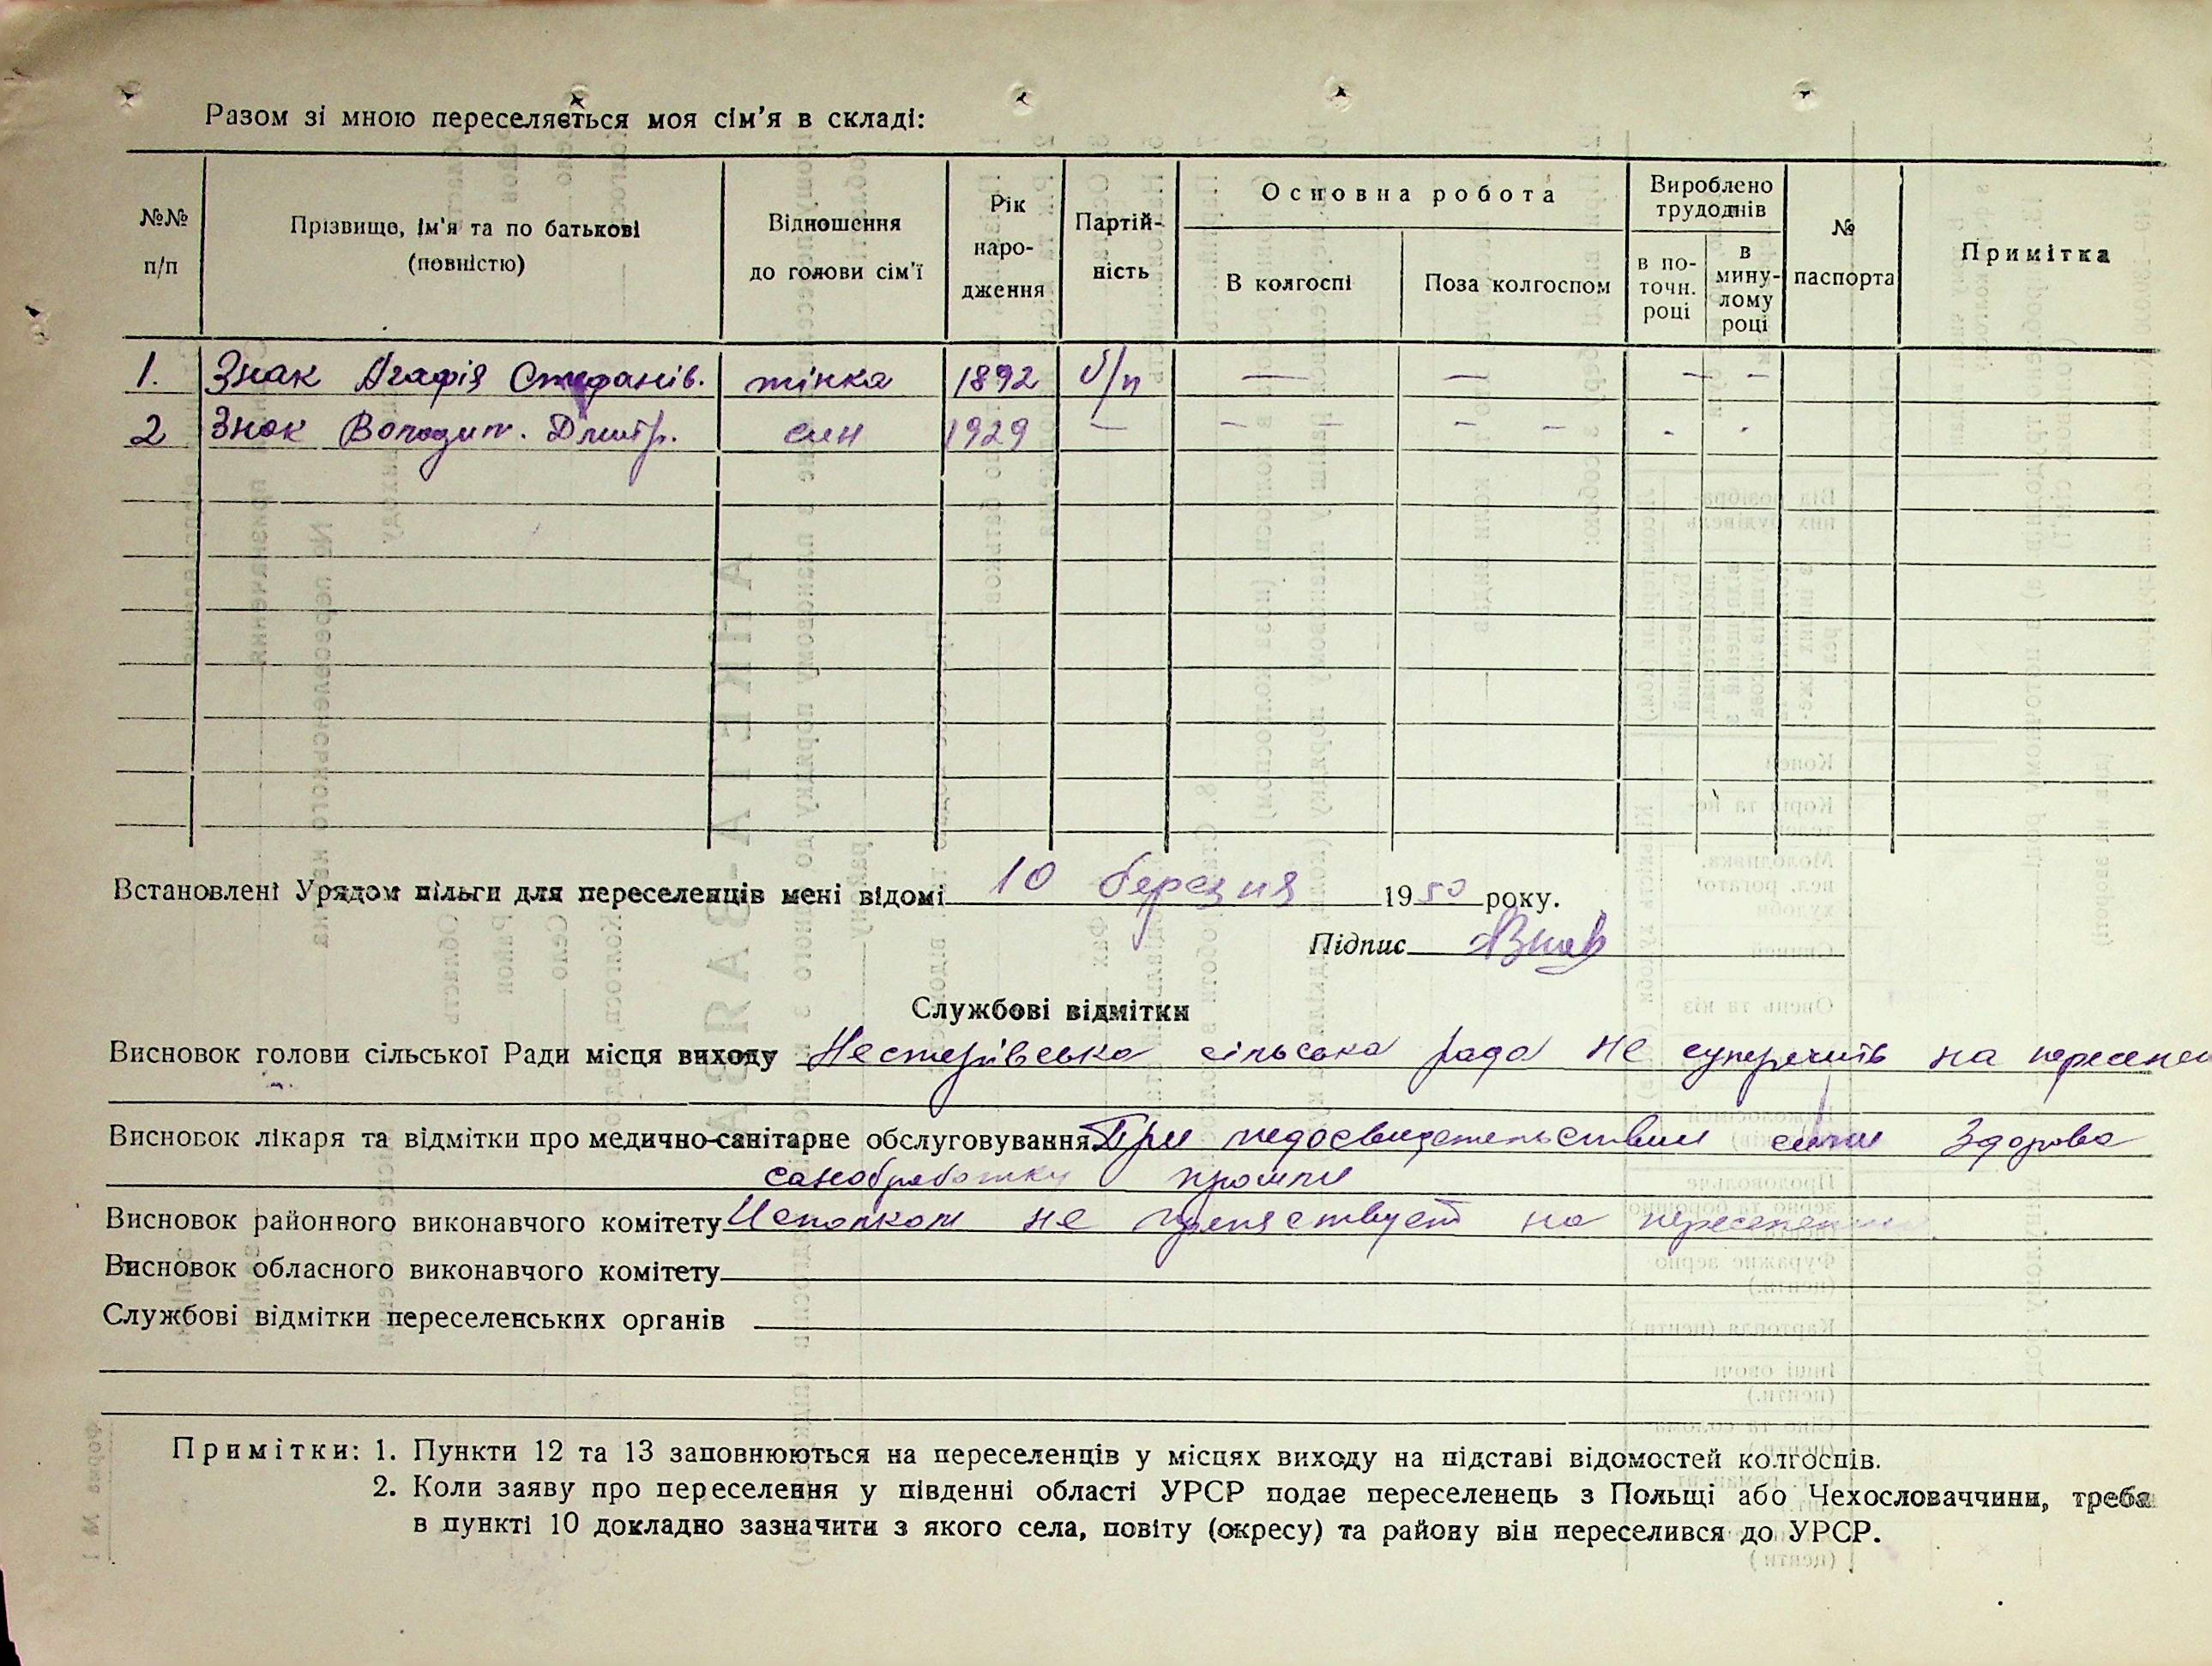 Разом зі мною переселяється моя сім'я в складі:
№№ п/п
Прізвище, ім'я та по батькові (повністю)
Відношення до голови сім'ї
Рік народження
Партійність
Основна робота
В колгоспі
Поза колгоспом
Вироблено трудоднів
в поточн. році
в минулому році
№ паспорта
Примітка
1. Знак Агафія Стефанів. жінка 1892 б/п — — — —
2 Знак Володим. Дмитр. син 1929 — — — — — - -
Встановлені Урядом пільги для переселенців мені відомі 10 березня 1950 року.
Підпис
Службові відмітки
Висновок голови сільської Ради місця виходу Нестерівська сільська рада не суперечить на
Висновок лікаря та відмітки про медично-санітарне обслуговування При медосвидетельствии семьи Здорова
санобработку прошли
Висновок районного виконавчого комітету Исполком не препятствует на переселение
Висновок обласного виконавчого комітету
Службові відмітки переселенських органів
Примітки: 1. Пункти 12 та 13 заповнюються на переселенців у місцях виходу на підставі відомостей колгоспів.
2. Коли заяву про переселення у південні області УРСР подає переселенець з Польщі або Чехословаччини, треба
в пункті 10 докладно зазначити з якого села, повіту (окресу) та району він переселився до УРСР.